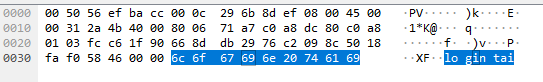 00 50 56 ef ba cc 00 0c 29 6b 8d ef 08 00 45 00 ·PV····· )k····E·
0010 00 31 2a 4b 40 00 80 06 71 a7 c0 a8 dc 80 c0 a8 ·1*K@··· q·······
0020 01 03 fc c6 1f 90 66 8d db 29 76 c2 09 8c 50 18 ······f· ·)v···P·
0030 fa f0 58 46 00 00 6c 6f 67 69 6e 20 74 61 69 ··XF··lo gin tai